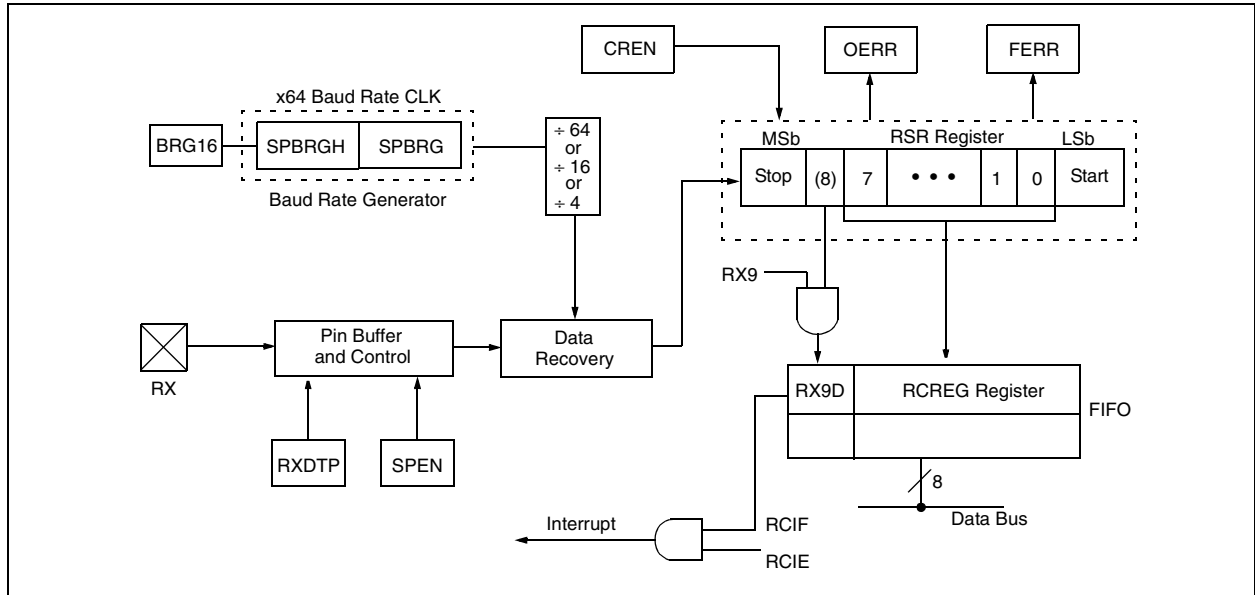 CREN
OERR
FERR
x64 Baud Rate CLK
BRG16
SPBRGH
SPBRG
Baud Rate Generator
÷ 64
or
÷ 16
or
÷ 4
MSb
RSR Register
LSb
Stop
(8)
7
• • •
1
0
Start
RX9
Pin Buffer
and Control
Data
Recovery
RX
RX9D
RCREG Register
FIFO
RXDTP
SPEN
8
Data Bus
Interrupt
RCIF
RCIE